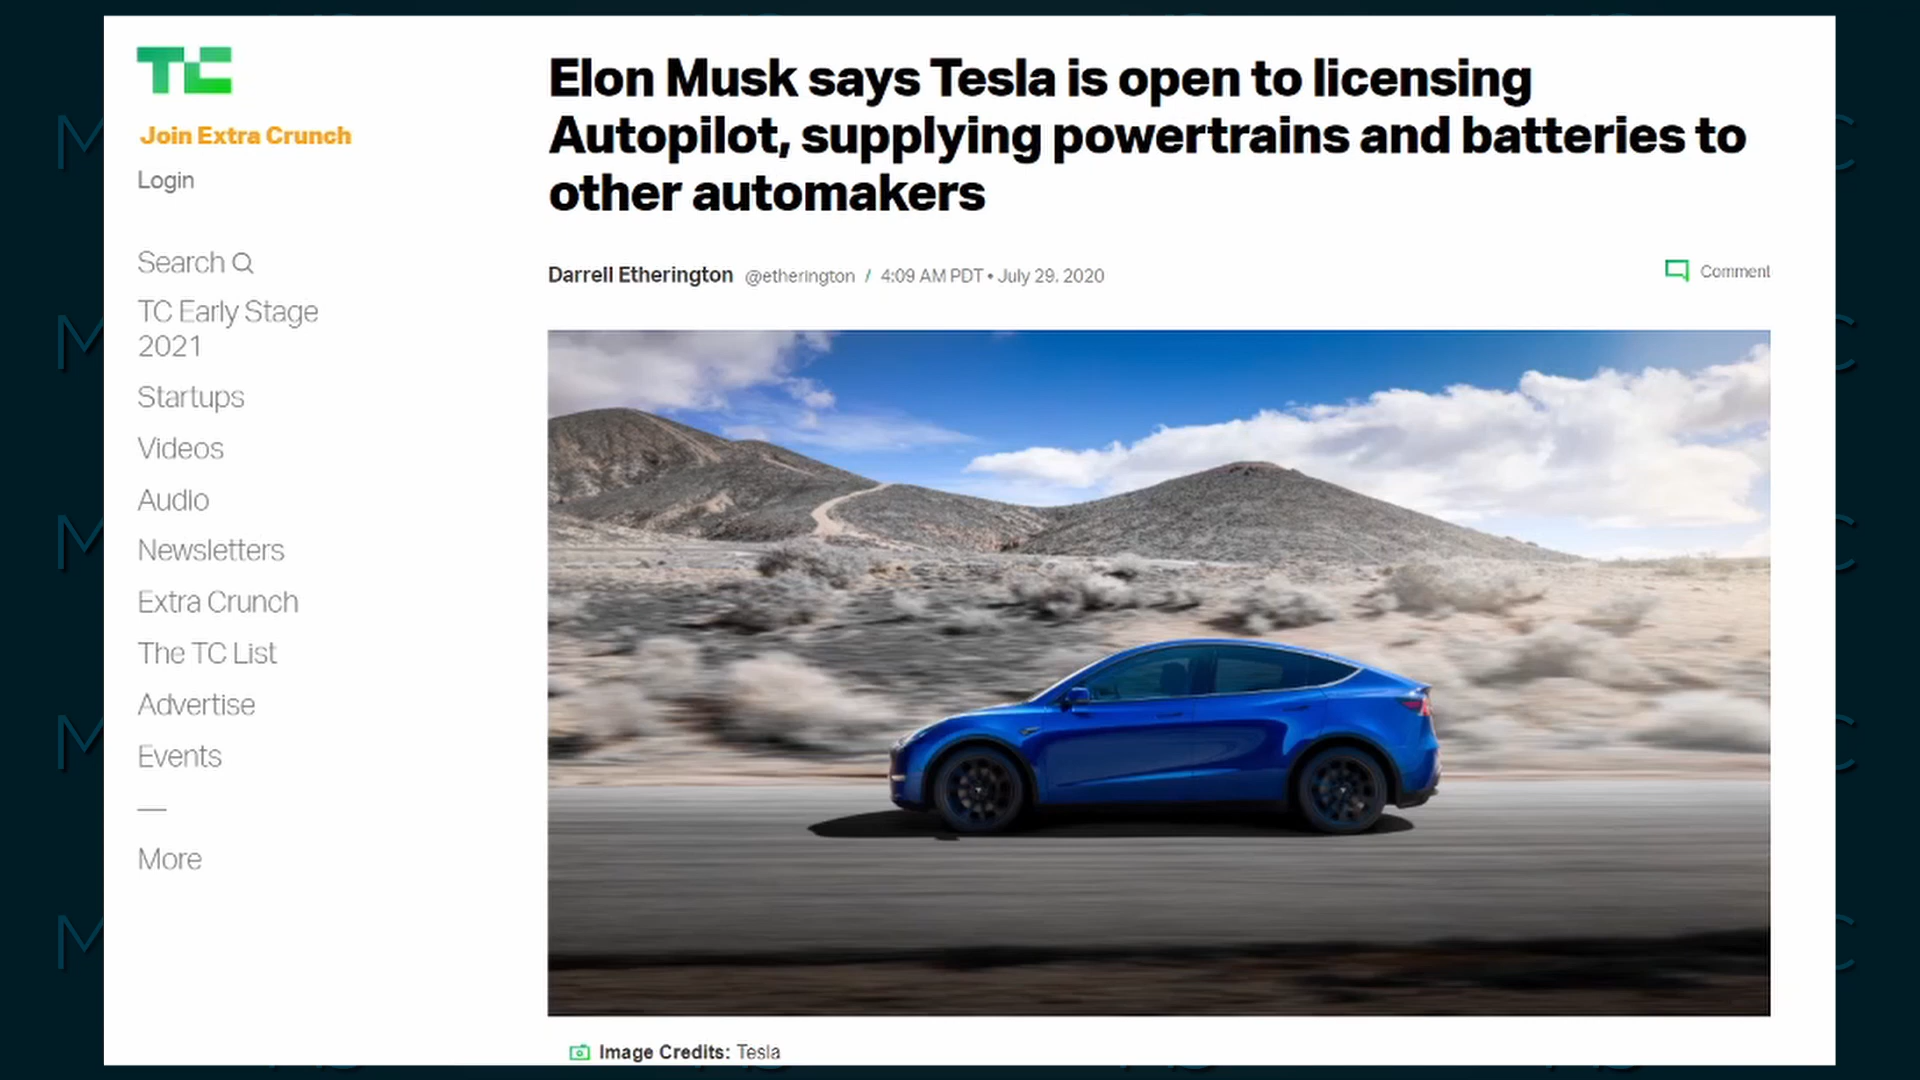 TC
Join Extra Crunch
Login
Search
TC Early Stage
2021
Startups
Videos
Audio
Newsletters
Extra Crunch
The TC List
Advertise
Events
More
Elon Musk says Tesla is open to licensing
Autopilot, supplying powertrains and batteries to
other automakers
Darrell Etherington @etherington / 4:09 AM PDT • July 29, 2020
Comment
Image Credits: Tesla